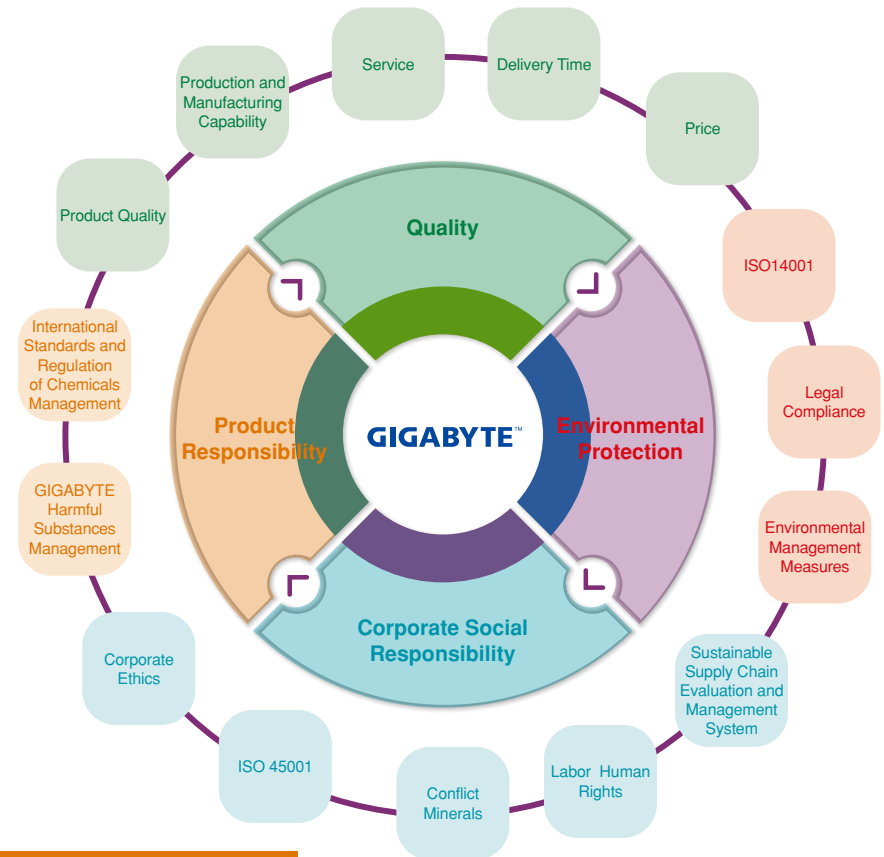 Service
Delivery Time
Production and
Manufacturing
Capability
Price
Product Quality
Quality
ISO14001
International
Standards and
Regulation
of Chemicals
Management
Legal
Compliance
Product
Responsibility
GIGABYTE™
Environmental
Protection
GIGABYTE
Harmful
Substances
Management
Environmental
Management
Measures
Corporate Social
Responsibility
Corporate
Ethics
Sustainable
Supply Chain
Evaluation and
Management
System
ISO 45001
Labor Human
Rights
Conflict
Minerals